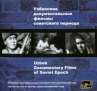 Узбекские
документальные
фильмы
советского периода
Uzbek
Documentary Films
of Soviet Epoch